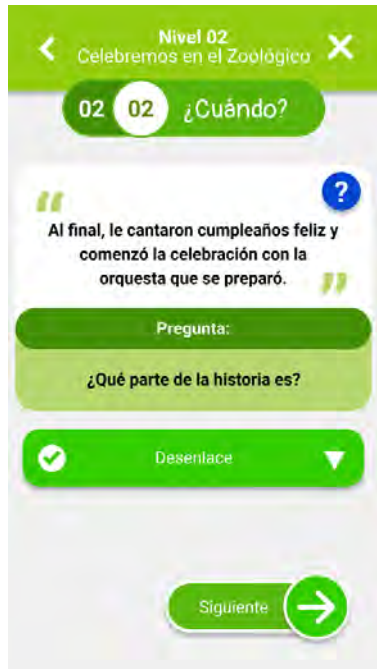 Nivel 02
Celebremos en el Zoológico
02 02 ¿Cuándo?
?
"
Al final, le cantaron cumpleaños feliz y
comenzó la celebración con la
orquesta que se preparó.
"
Pregunta:
¿Qué parte de la historia es?
Desenlace
Siguiente